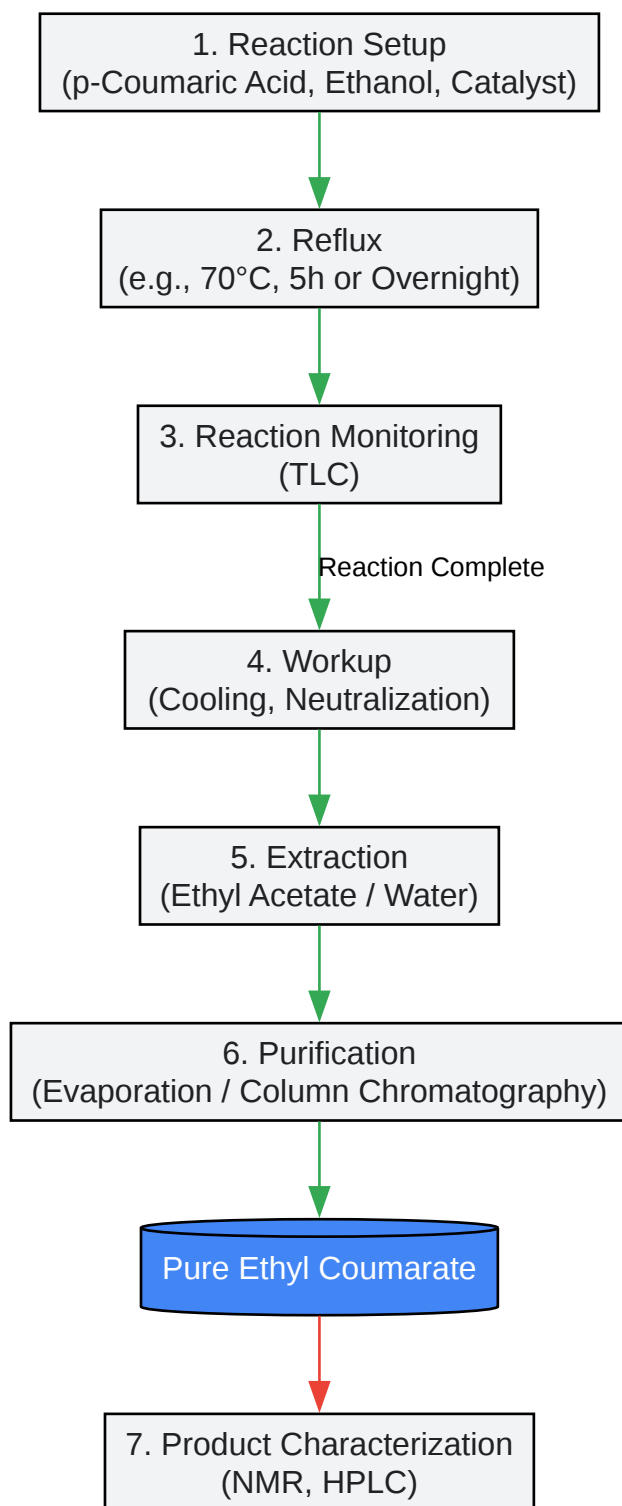 1. Reaction Setup
(p-Coumaric Acid, Ethanol, Catalyst)
2. Reflux
(e.g., 70°C, 5h or Overnight)
3. Reaction Monitoring
(TLC)
Reaction Complete
4. Workup
(Cooling, Neutralization)
5. Extraction
(Ethyl Acetate / Water)
6. Purification
(Evaporation / Column Chromatography)
Pure Ethyl Coumarate
7. Product Characterization
(NMR, HPLC)